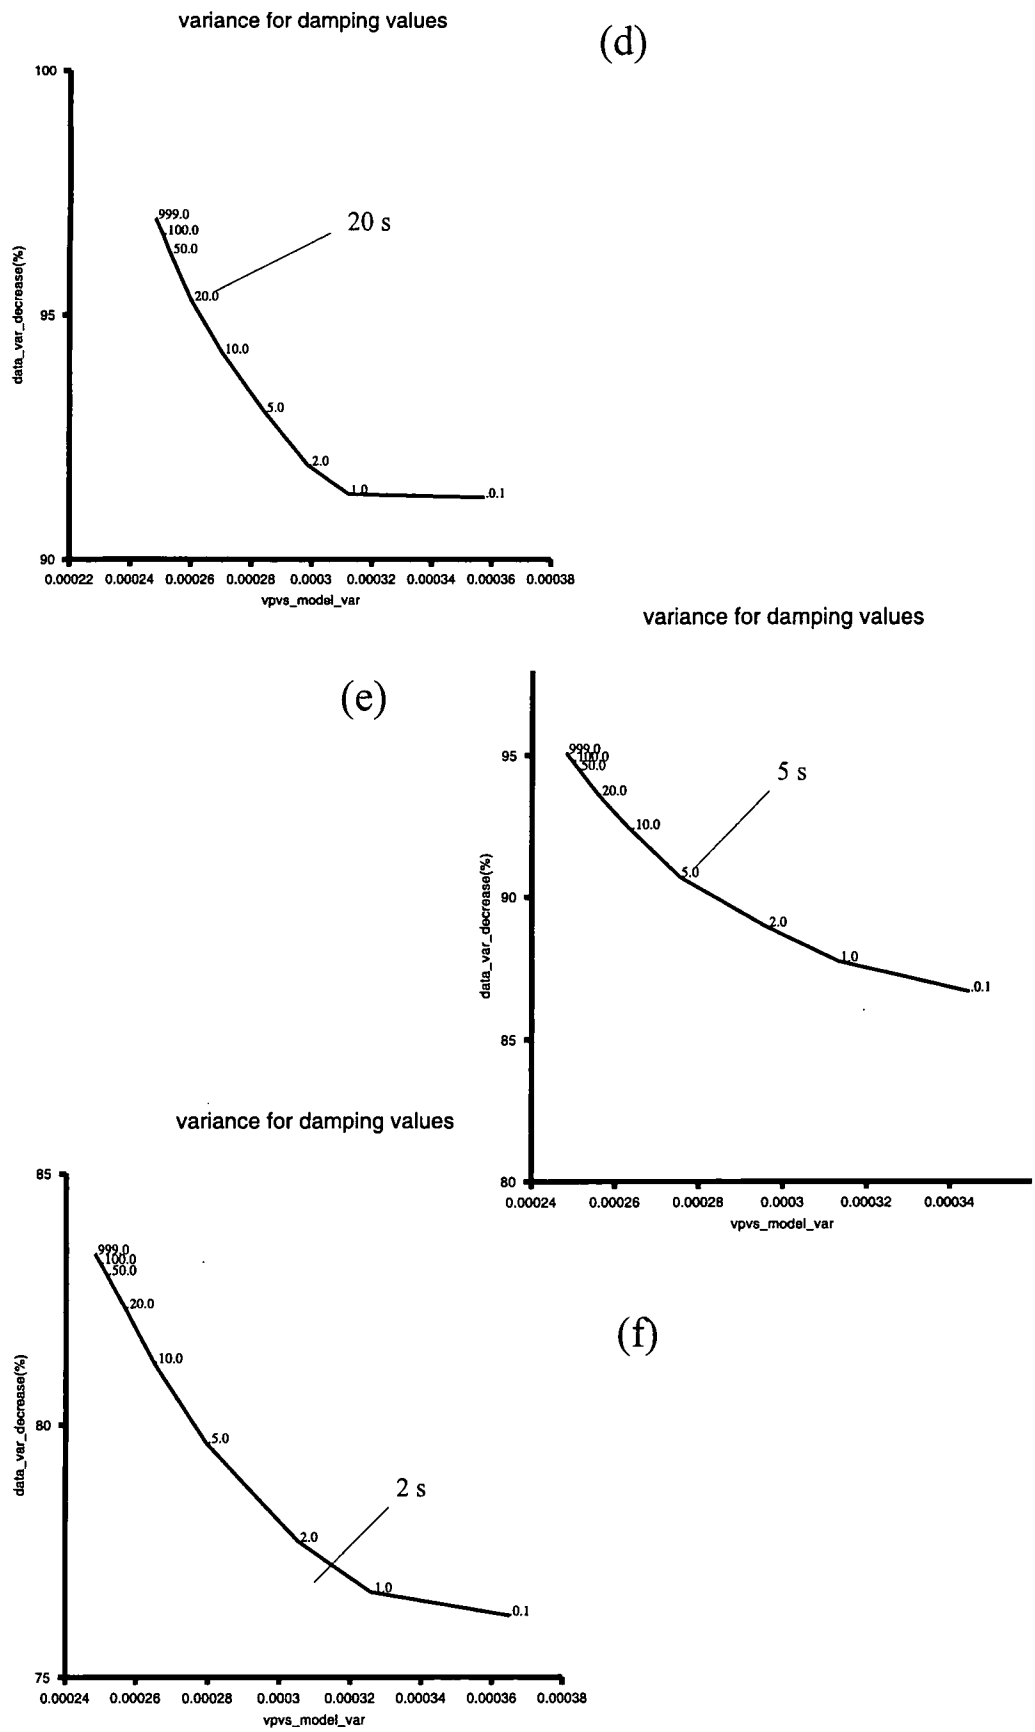 variance for damping values
(d)
100
999.0
100.0
50.0
20 s
20.0
95
10.0
5.0
2.0
1.0
.0.1
90
data_var_decrease(%)
0.00022 0.00024 0.00026 0.00028 0.0003 0.00032 0.00034 0.00036 0.00038
vpvs_model_var
variance for damping values
(e)
999.0
100.0
50.0
95
5 s
20.0
10.0
5.0
90
2.0
1.0
.0.1
85
80
data_var_decrease(%)
0.00024 0.00026 0.00028 0.0003 0.00032 0.00034
vpvs_model_var
variance for damping values
(f)
85
999.0
100.0
50.0
20.0
10.0
80
5.0
2 s
2.0
1.0
0.1
75
data_var_decrease(%)
0.00024 0.00026 0.00028 0.0003 0.00032 0.00034 0.00036 0.00038
vpvs_model_var